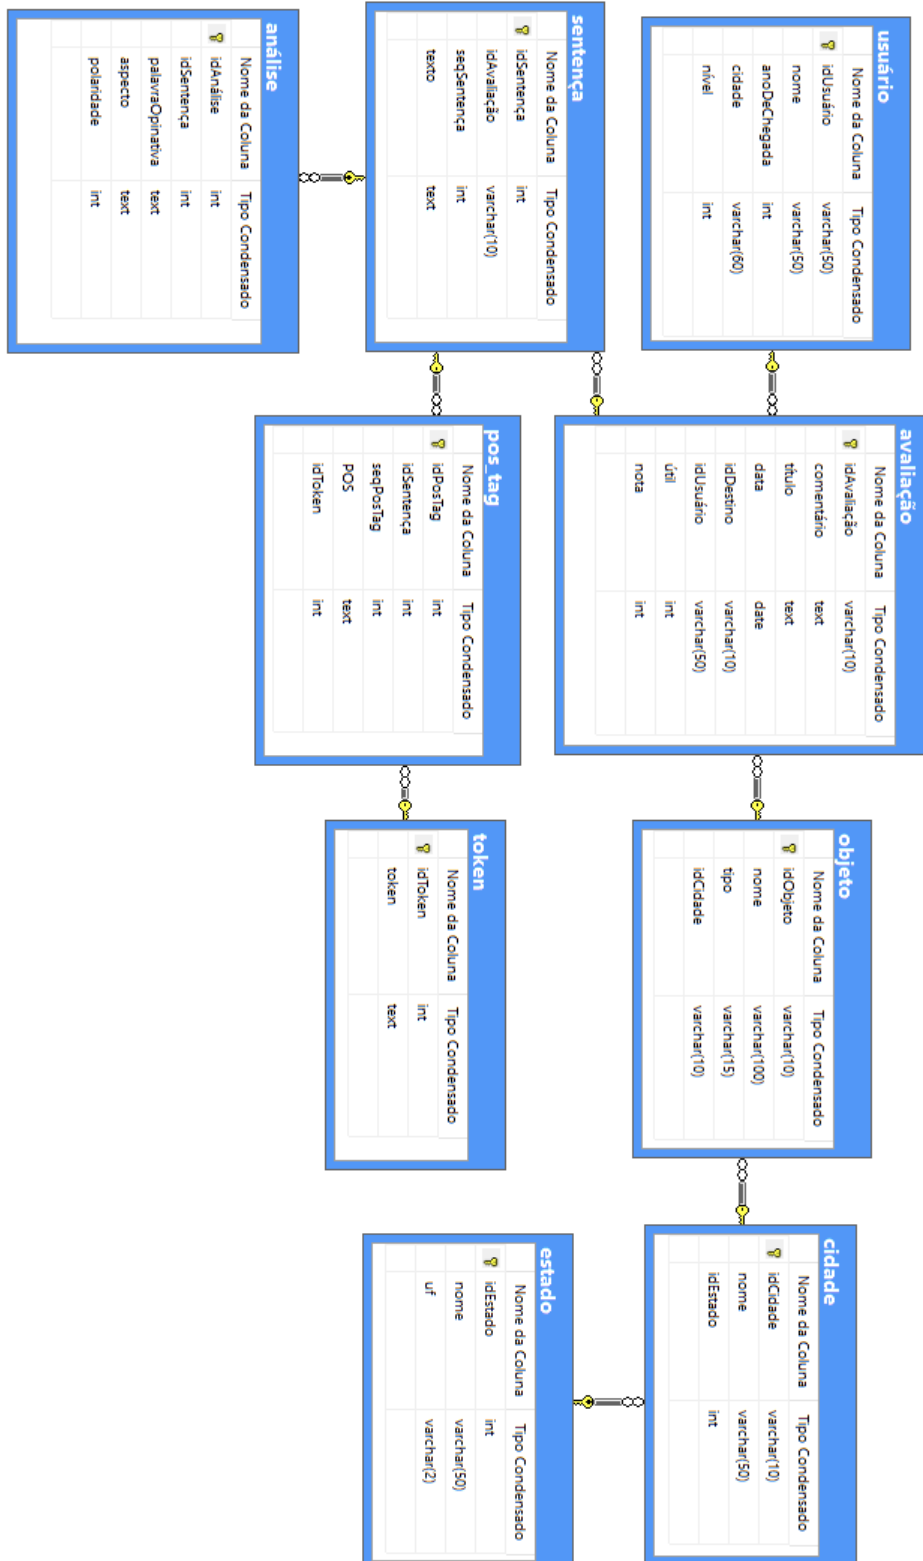 usuário
Nome da Coluna Tipo Condensado
idUsuário varchar(50)
nome varchar(50)
anoDeChegada int
cidade varchar(60)
nível int
avaliação
Nome da Coluna Tipo Condensado
idAvaliação varchar(10)
comentário text
título text
data date
idDestino varchar(10)
idUsuário varchar(50)
útil int
nota int
objeto
Nome da Coluna Tipo Condensado
idObjeto varchar(10)
nome varchar(100)
tipo varchar(15)
idCidade varchar(10)
cidade
Nome da Coluna Tipo Condensado
idCidade varchar(10)
nome varchar(50)
idEstado int
sentença
Nome da Coluna Tipo Condensado
idSentença int
idAvaliação varchar(10)
seqSentença int
texto text
pos_tag
Nome da Coluna Tipo Condensado
idPosTag int
idSentença int
seqPosTag int
POS text
idToken int
token
Nome da Coluna Tipo Condensado
idToken int
token text
estado
Nome da Coluna Tipo Condensado
idEstado int
nome varchar(50)
uf varchar(2)
análise
Nome da Coluna Tipo Condensado
idAnálise int
idSentença int
palavraOpinativa text
aspecto text
polaridade int